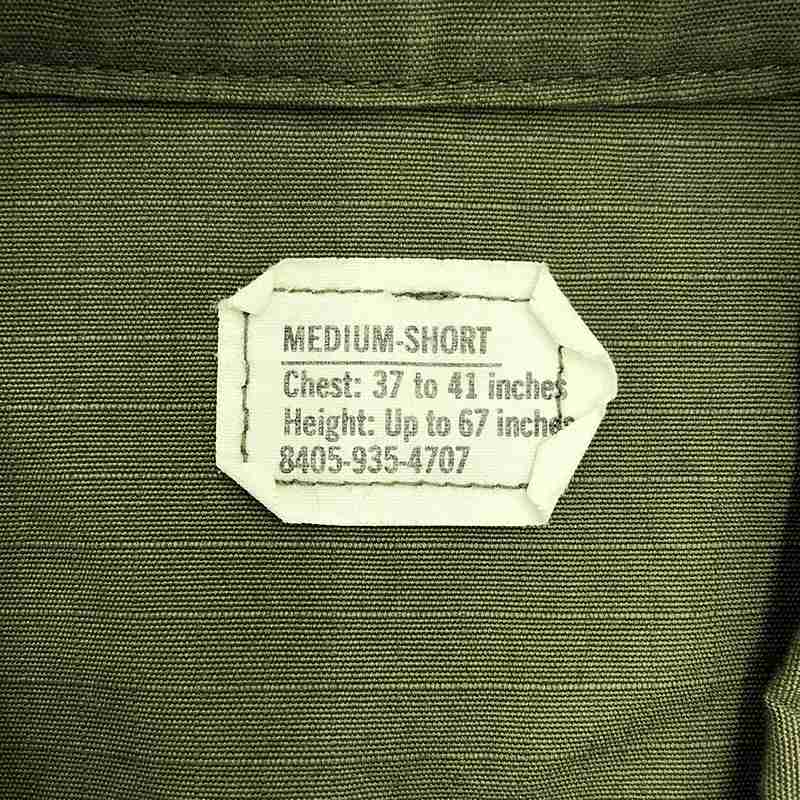 MEDIUM-SHORT
Chest: 37 to 41 inches
Height: Up to 67 inches
8405-935-4707